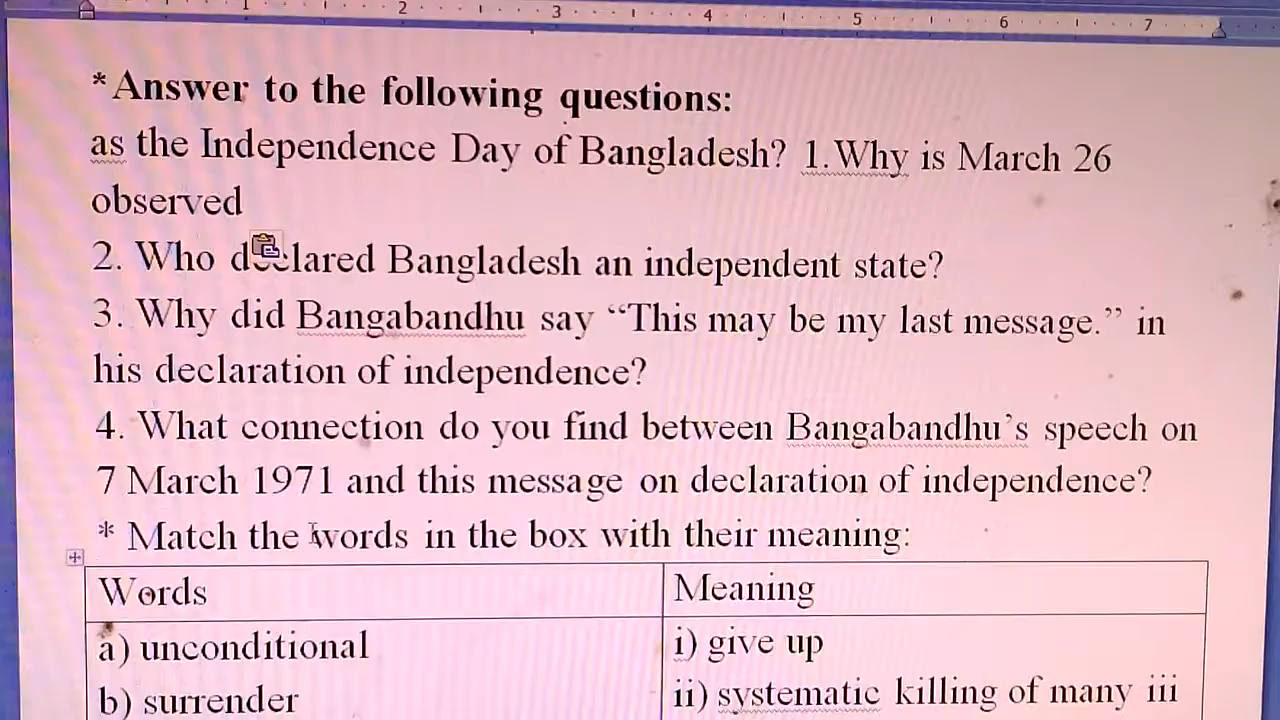 1 2 3 4 5 6 7
*Answer to the following questions:
as the Independence Day of Bangladesh? 1.Why is March 26
observed
2. Who declared Bangladesh an independent state?
3. Why did Bangabandhu say “This may be my last message.” in
his declaration of independence?
4. What connection do you find between Bangabandhu’s speech on
7 March 1971 and this message on declaration of independence?
* Match the words in the box with their meaning:
Words Meaning
a) unconditional i) give up
b) surrender ii) systematic killing of many iii